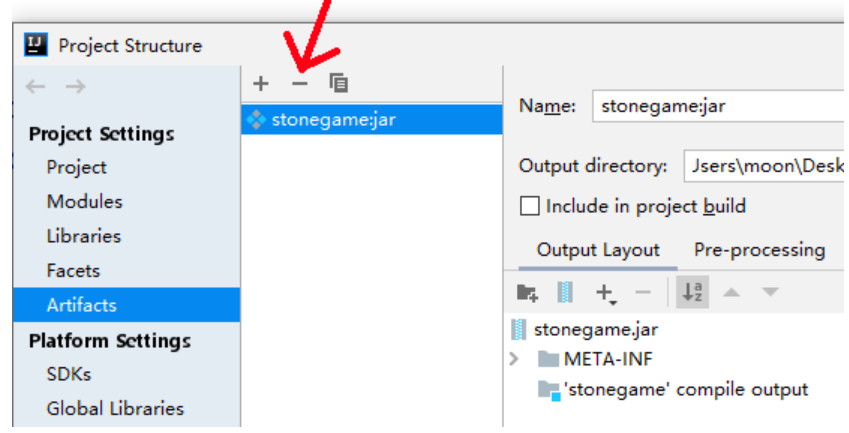 IJ Project Structure
Project Settings
Project
Modules
Libraries
Facets
Artifacts
Platform Settings
SDKs
Global Libraries
stonegame:jar
Name: stonegame:jar
Output directory: Jsers\moon\Desk
Include in project build
Output Layout Pre-processing
a
z
stonegame.jar
META-INF
'stonegame' compile output